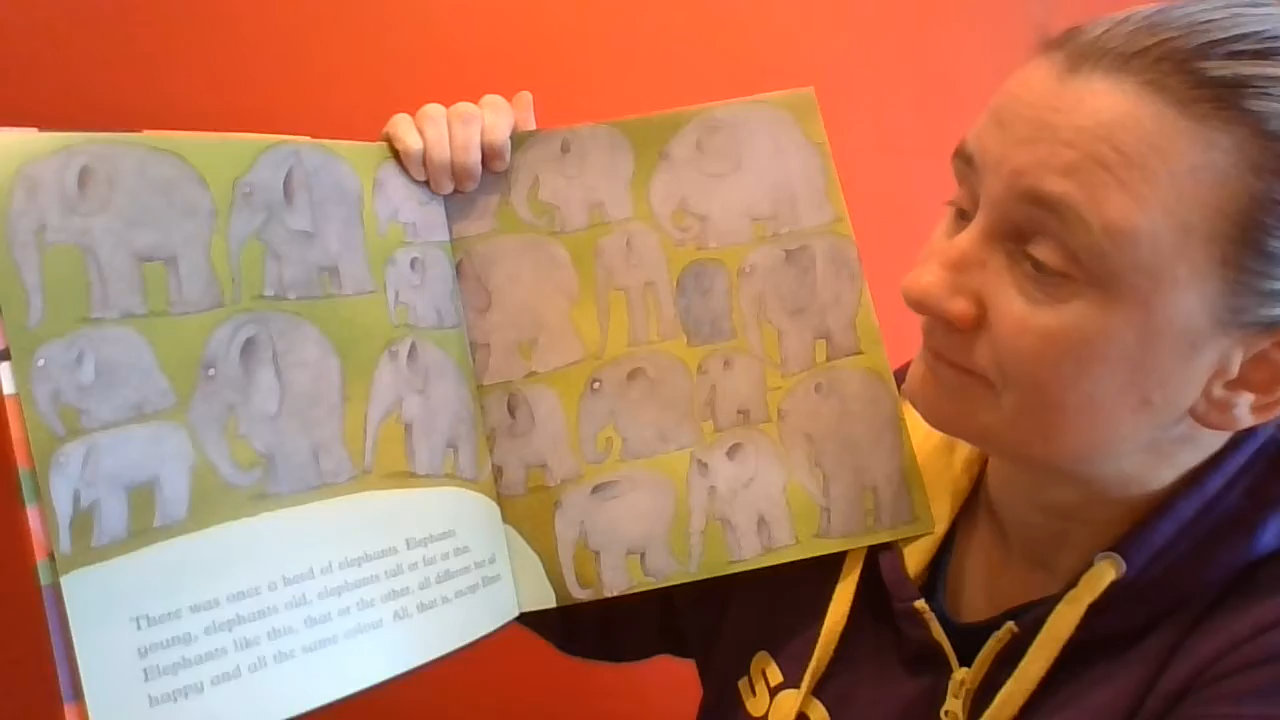 There was once a herd of elephants. Elephants
young, elephants old, elephants tall or fat or thin.
Elephants like this, that or the other, all different but all
happy and all the same colour. All, that is, except Elmer.